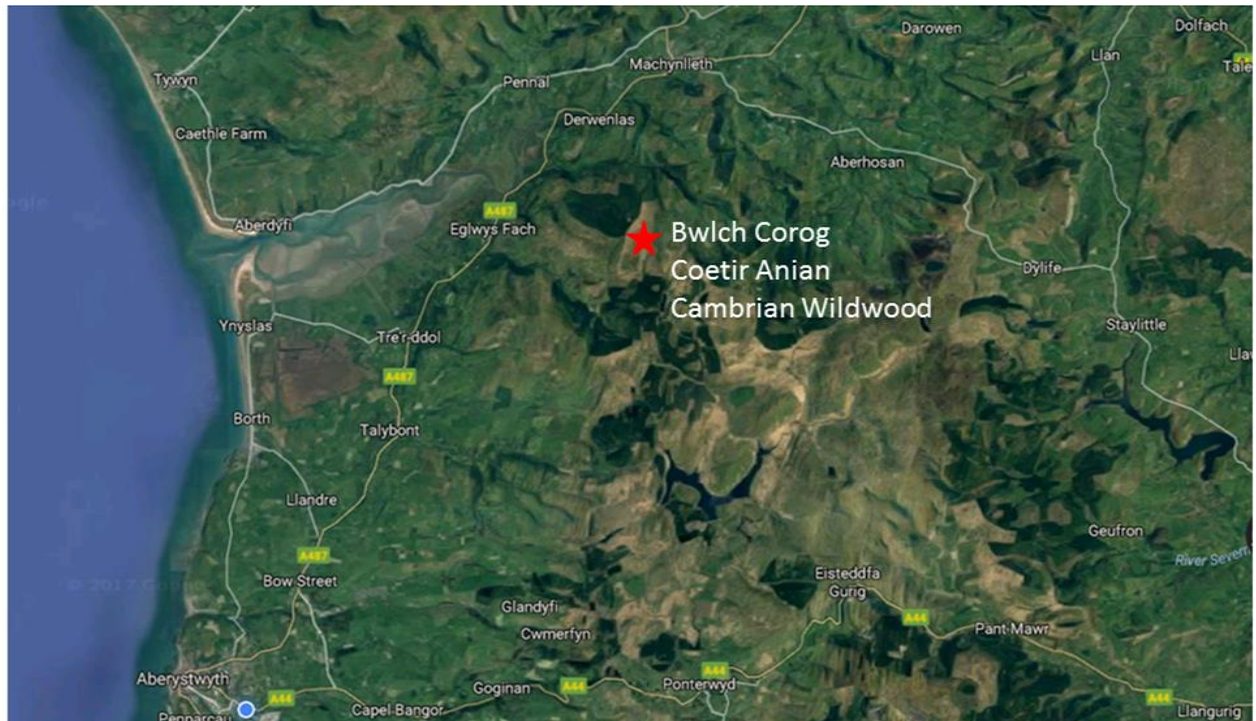 Darowen
Dolfach
Llan
Machynlleth
Tywyn
Pennal
Derwenlas
Caethle Farm
Aberhosan
A487
Aberdyfi
Eglwys Fach
Bwlch Corog
Coetir Anian
Cambrian Wildwood
Dylife
Ynyslas
Tre'r-ddol
Staylittle
A487
Borth
Talybont
Llandre
Geufron
A487
River Severn
Bow Street
Eisteddfa
Gurig
Glandyfi
Cwmerfyn
A44
Pant Mawr
Aberystwyth
Goginan
A44
A44
Ponterwyd
A44
A44
Capel Bangor
Llangurig
Penparcau